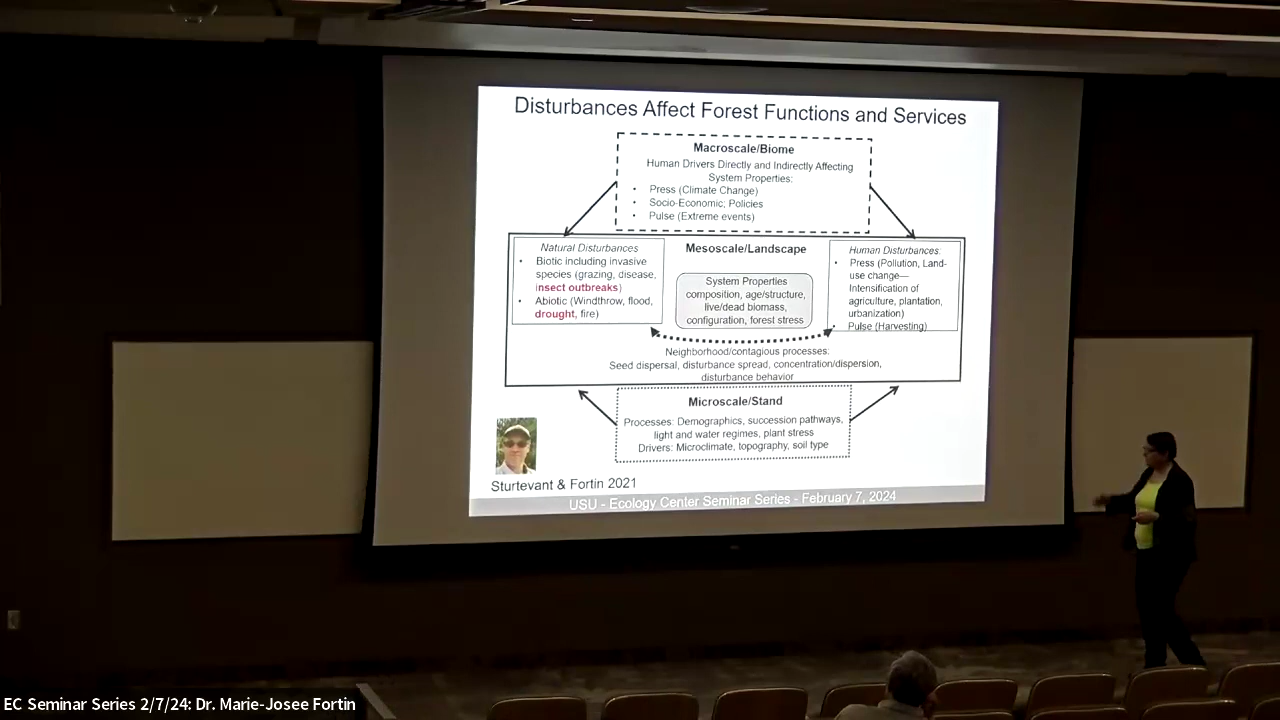 Disturbances Affect Forest Functions and Services
Macroscale/Biome
Human Drivers Directly and Indirectly Affecting
System Properties:
• Press (Climate Change)
• Socio-Economic; Policies
• Pulse (Extreme events)
Natural Disturbances
• Biotic including invasive
species (grazing, disease,
insect outbreaks)
• Abiotic (Windthrow, flood,
drought, fire)
Mesoscale/Landscape
System Properties
composition, age/structure,
live/dead biomass,
configuration, forest stress
Human Disturbances:
• Press (Pollution, Land-
use change—
Intensification of
agriculture, plantation,
urbanization)
• Pulse (Harvesting)
Neighborhood/contagious processes:
Seed dispersal, disturbance spread, concentration/dispersion,
disturbance behavior
Microscale/Stand
Processes: Demographics, succession pathways,
light and water regimes, plant stress
Drivers: Microclimate, topography, soil type
Sturtevant & Fortin 2021
USU - Ecology Center Seminar Series - February 7, 2024
EC Seminar Series 2/7/24: Dr. Marie-Josee Fortin